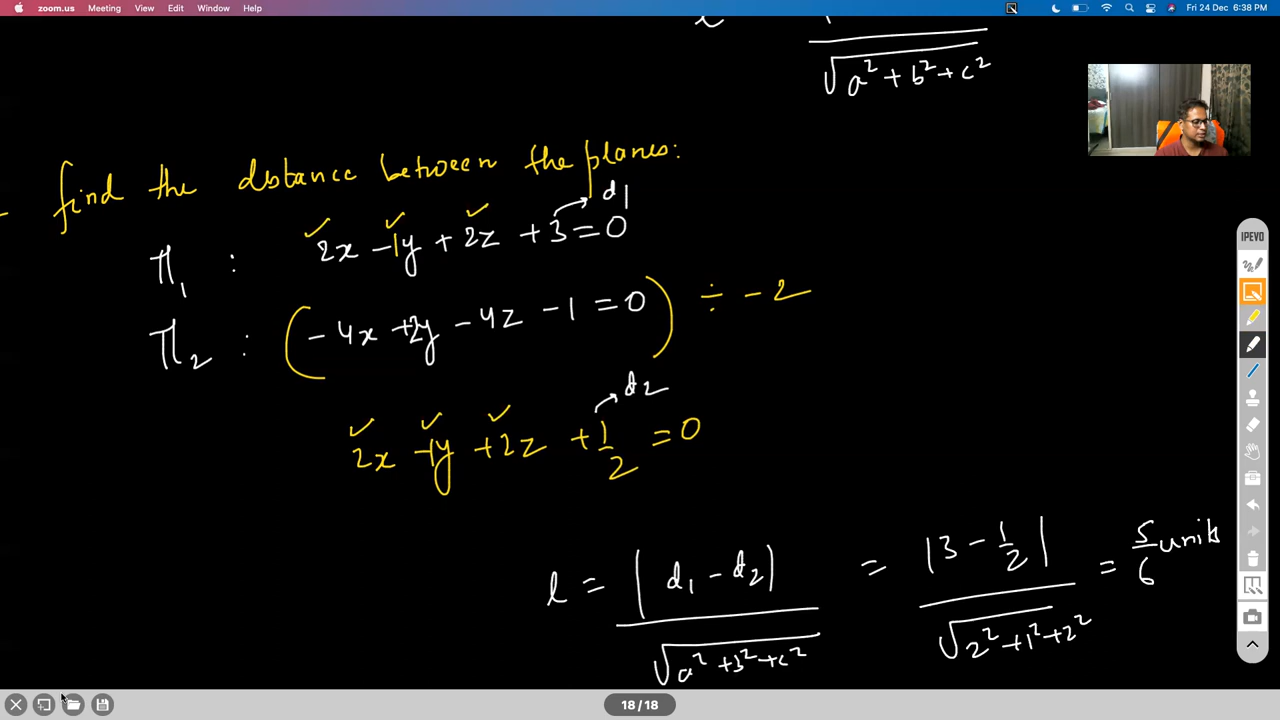 zoom.us Meeting View Edit Window Help Fri 24 Dec 6:38 PM
√a² + b² + c²
find the distance between the planes:
π₁ : 2x - 1y + 2z + 3 = 0 → d1
π₂ : (-4x + 2y - 4z - 1 = 0) ÷ -2
2x - 1y + 2z + 1/2 = 0 → d2
l = |d₁ - d₂| / √a² + b² + c² = |3 - 1/2| / √2² + 1² + 2² = 5/6 units
IPEVO
18 / 18